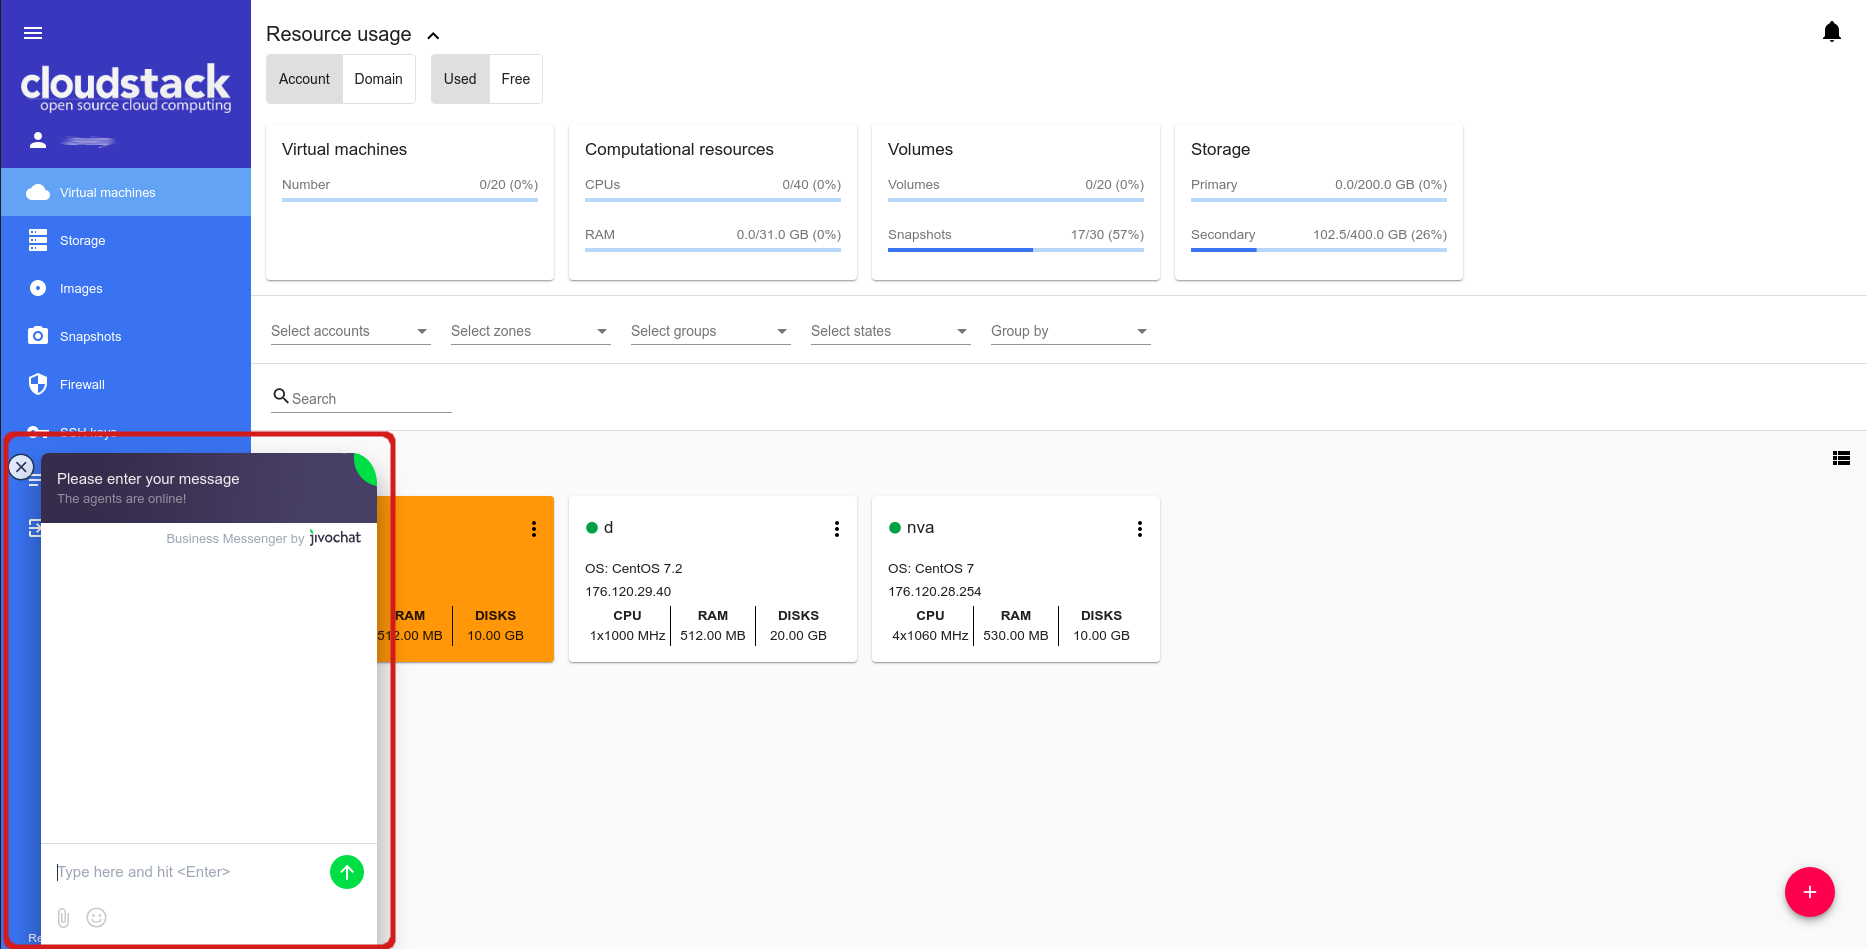 cloudstack
open source cloud computing
Virtual machines
Storage
Images
Snapshots
Firewall
SSH keys
Resource usage
Account Domain Used Free
Virtual machines
Number 0/20 (0%)
Computational resources
CPUs 0/40 (0%)
RAM 0.0/31.0 GB (0%)
Volumes
Volumes 0/20 (0%)
Snapshots 17/30 (57%)
Storage
Primary 0.0/200.0 GB (0%)
Secondary 102.5/400.0 GB (26%)
Select accounts Select zones Select groups Select states Group by
Search
Please enter your message
The agents are online!
Business Messenger by jivochat
Type here and hit <Enter>
RAM DISKS
512.00 MB 10.00 GB
d
OS: CentOS 7.2
176.120.29.40
CPU RAM DISKS
1x1000 MHz 512.00 MB 20.00 GB
nva
OS: CentOS 7
176.120.28.254
CPU RAM DISKS
4x1060 MHz 530.00 MB 10.00 GB